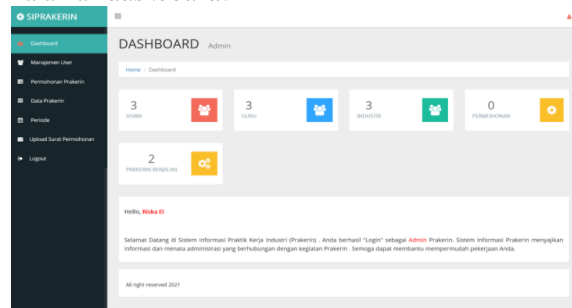 SIPRAKERIN
Dashboard
Manajemen User
Permohonan Prakerin
Data Prakerin
Periode
Upload Surat Permohonan
Logout
DASHBOARD Admin
Home / Dashboard
3
SISWA
3
GURU
3
INDUSTRI
0
PERMOHONAN
2
PRAKERIN BERJALAN
Hello, Riska El
Selamat Datang di Sistem Informasi Praktik Kerja Industri (Prakerin) . Anda berhasil "Login" sebagai Admin Prakerin. Sistem Informasi Prakerin menyajikan
informasi dan menata administrasi yang berhubungan dengan kegiatan Prakerin . Semoga dapat membantu mempermudah pekerjaan Anda.
All right reserved 2021